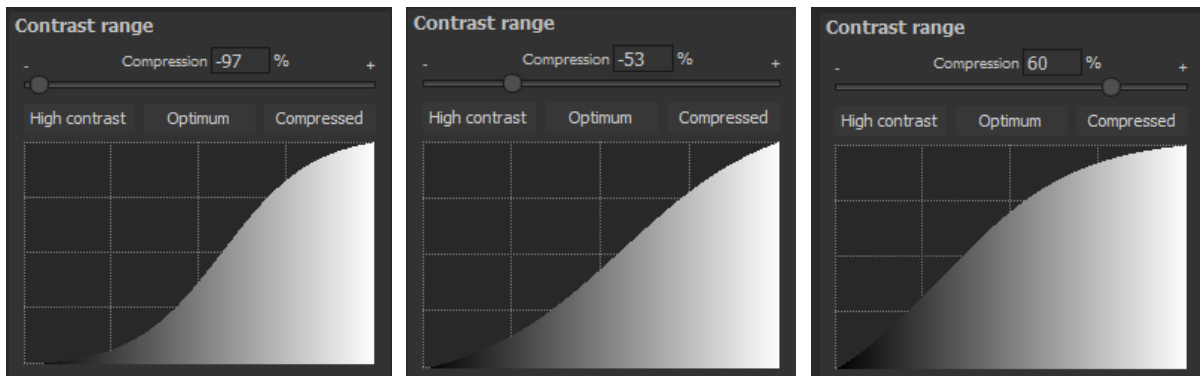 Contrast range
Compression -97 %
- +
High contrast Optimum Compressed
Contrast range
Compression -53 %
- +
High contrast Optimum Compressed
Contrast range
Compression 60 %
- +
High contrast Optimum Compressed